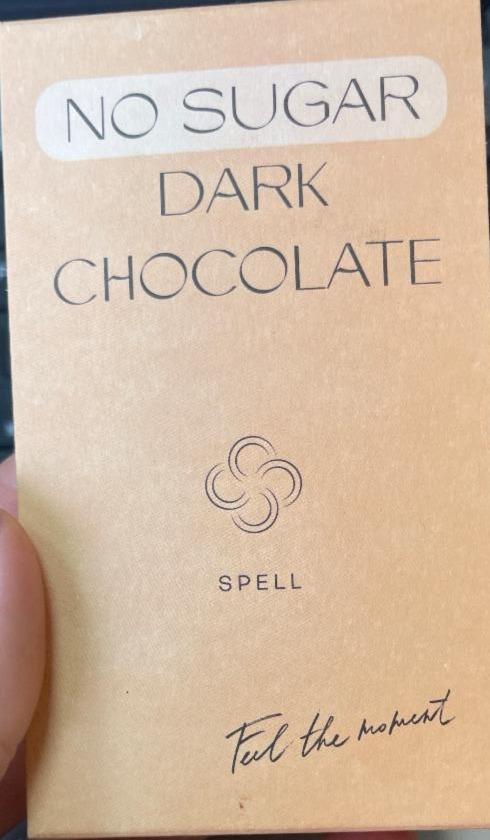 NO SUGAR
DARK
CHOCOLATE
SPELL
Feel the moment